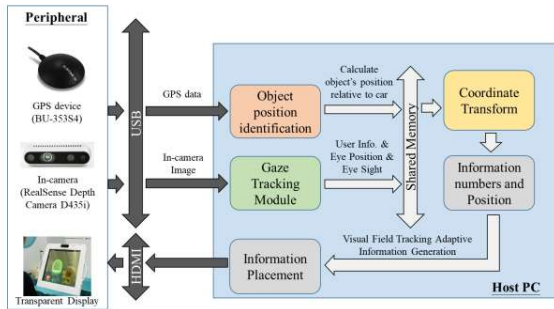 Peripheral
GPS device
(BU-353S4)
In-camera
(RealSense Depth
Camera D435i)
Transparent Display
USB
HDMI
GPS data
In-camera
Image
Object
position
identification
Gaze
Tracking
Module
Information
Placement
Calculate
object's position
relative to car
User Info. &
Eye Position &
Eye Sight
Shared Memory
Coordinate
Transform
Information
numbers and
Position
Visual Field Tracking Adaptive
Information Generation
Host PC